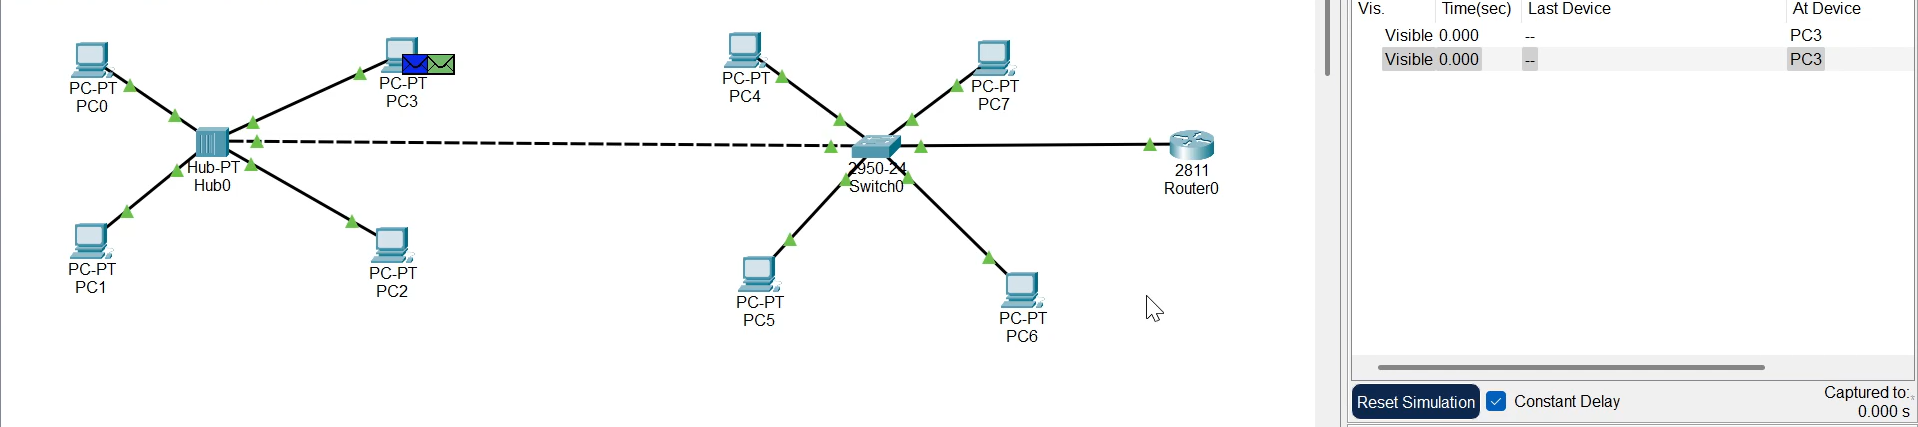 PC-PT
PC0
PC-PT
PC3
PC-PT
PC4
PC-PT
PC7
Hub-PT
Hub0
2950-24
Switch0
2811
Router0
PC-PT
PC1
PC-PT
PC2
PC-PT
PC5
PC-PT
PC6
Vis. Time(sec) Last Device At Device
Visible 0.000 -- PC3
Visible 0.000 -- PC3
Reset Simulation Constant Delay Captured to:
0.000 s